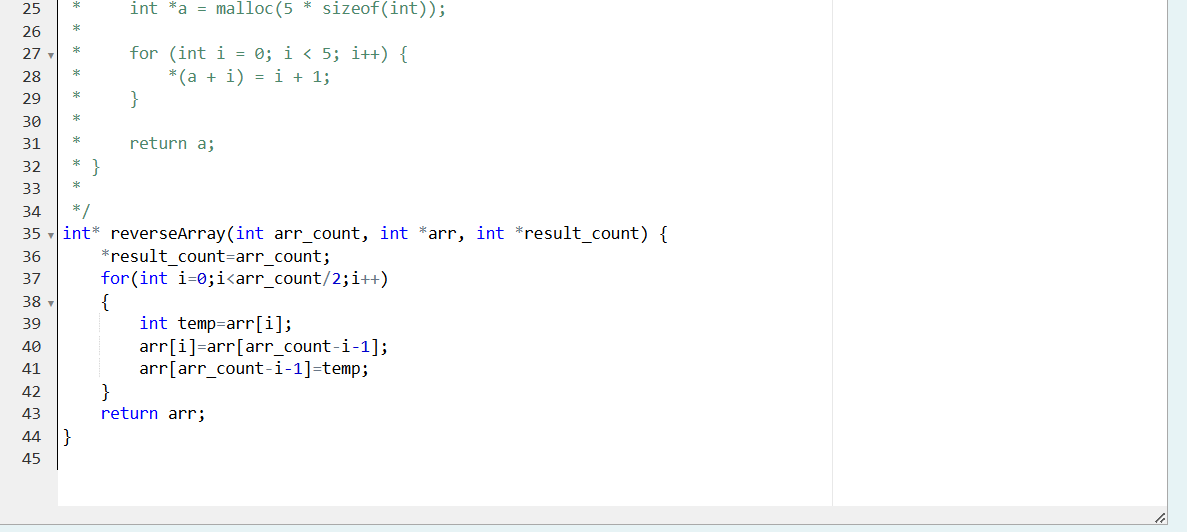 25 * int *a = malloc(5 * sizeof(int));
26 *
27 * for (int i = 0; i < 5; i++) {
28 * *(a + i) = i + 1;
29 * }
30 *
31 * return a;
32 * }
33 *
34 */
35 int* reverseArray(int arr_count, int *arr, int *result_count) {
36 *result_count=arr_count;
37 for(int i=0;i<arr_count/2;i++)
38 {
39 int temp=arr[i];
40 arr[i]=arr[arr_count-i-1];
41 arr[arr_count-i-1]=temp;
42 }
43 return arr;
44 }
45